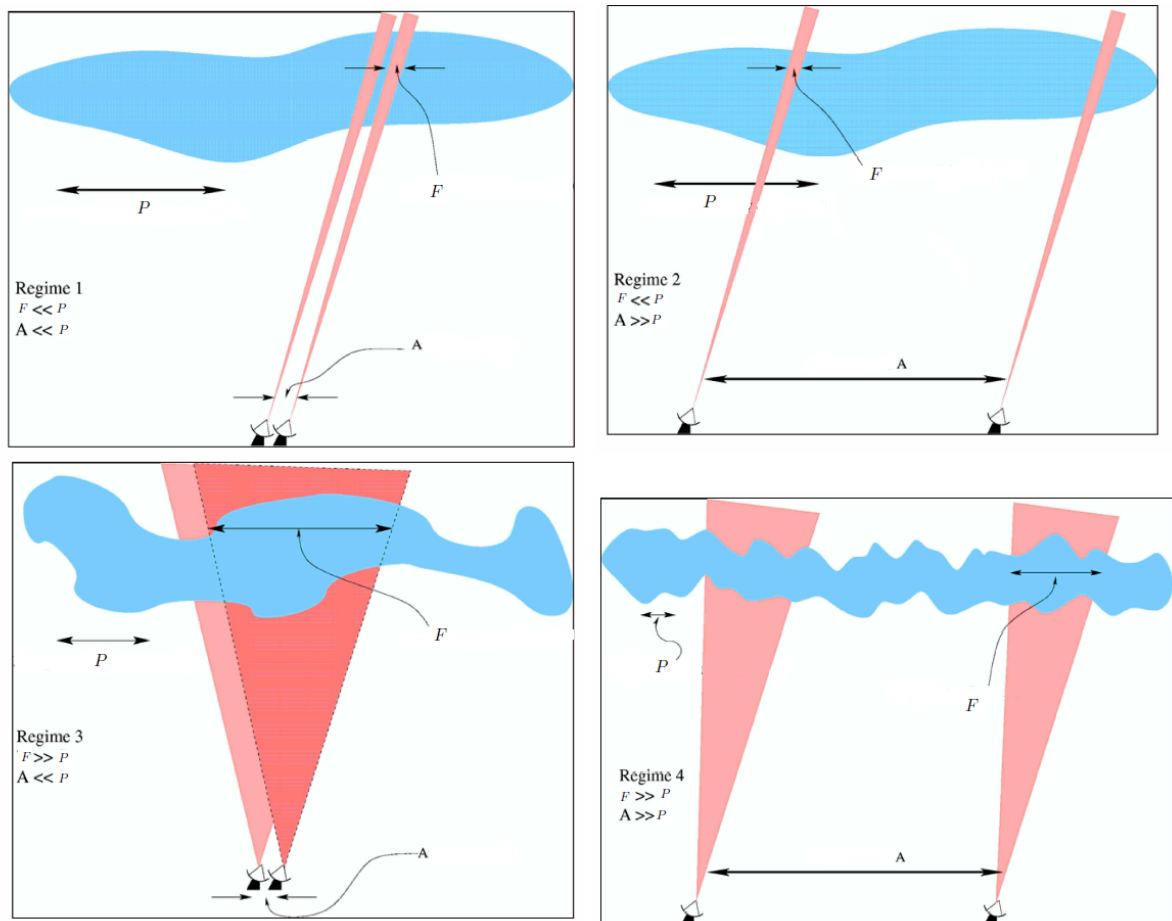 F
P
Regime 1
F << P
A << P
A
F
P
Regime 2
F << P
A >> P
A
F
P
Regime 3
F >> P
A << P
A
P
F
Regime 4
F >> P
A >> P
A